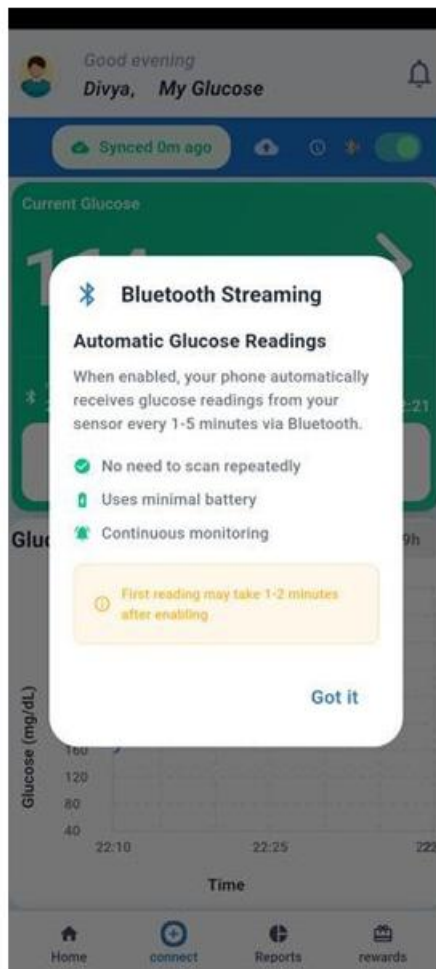 Good evening
Divya, My Glucose
Synced 0m ago
Current Glucose
Bluetooth Streaming
Automatic Glucose Readings
When enabled, your phone automatically
receives glucose readings from your
sensor every 1-5 minutes via Bluetooth.
No need to scan repeatedly
Uses minimal battery
Continuous monitoring
First reading may take 1-2 minutes
after enabling
Got it
Glucose (mg/dL)
160
120
80
40
22:10 22:25
Time
Home connect Reports rewards